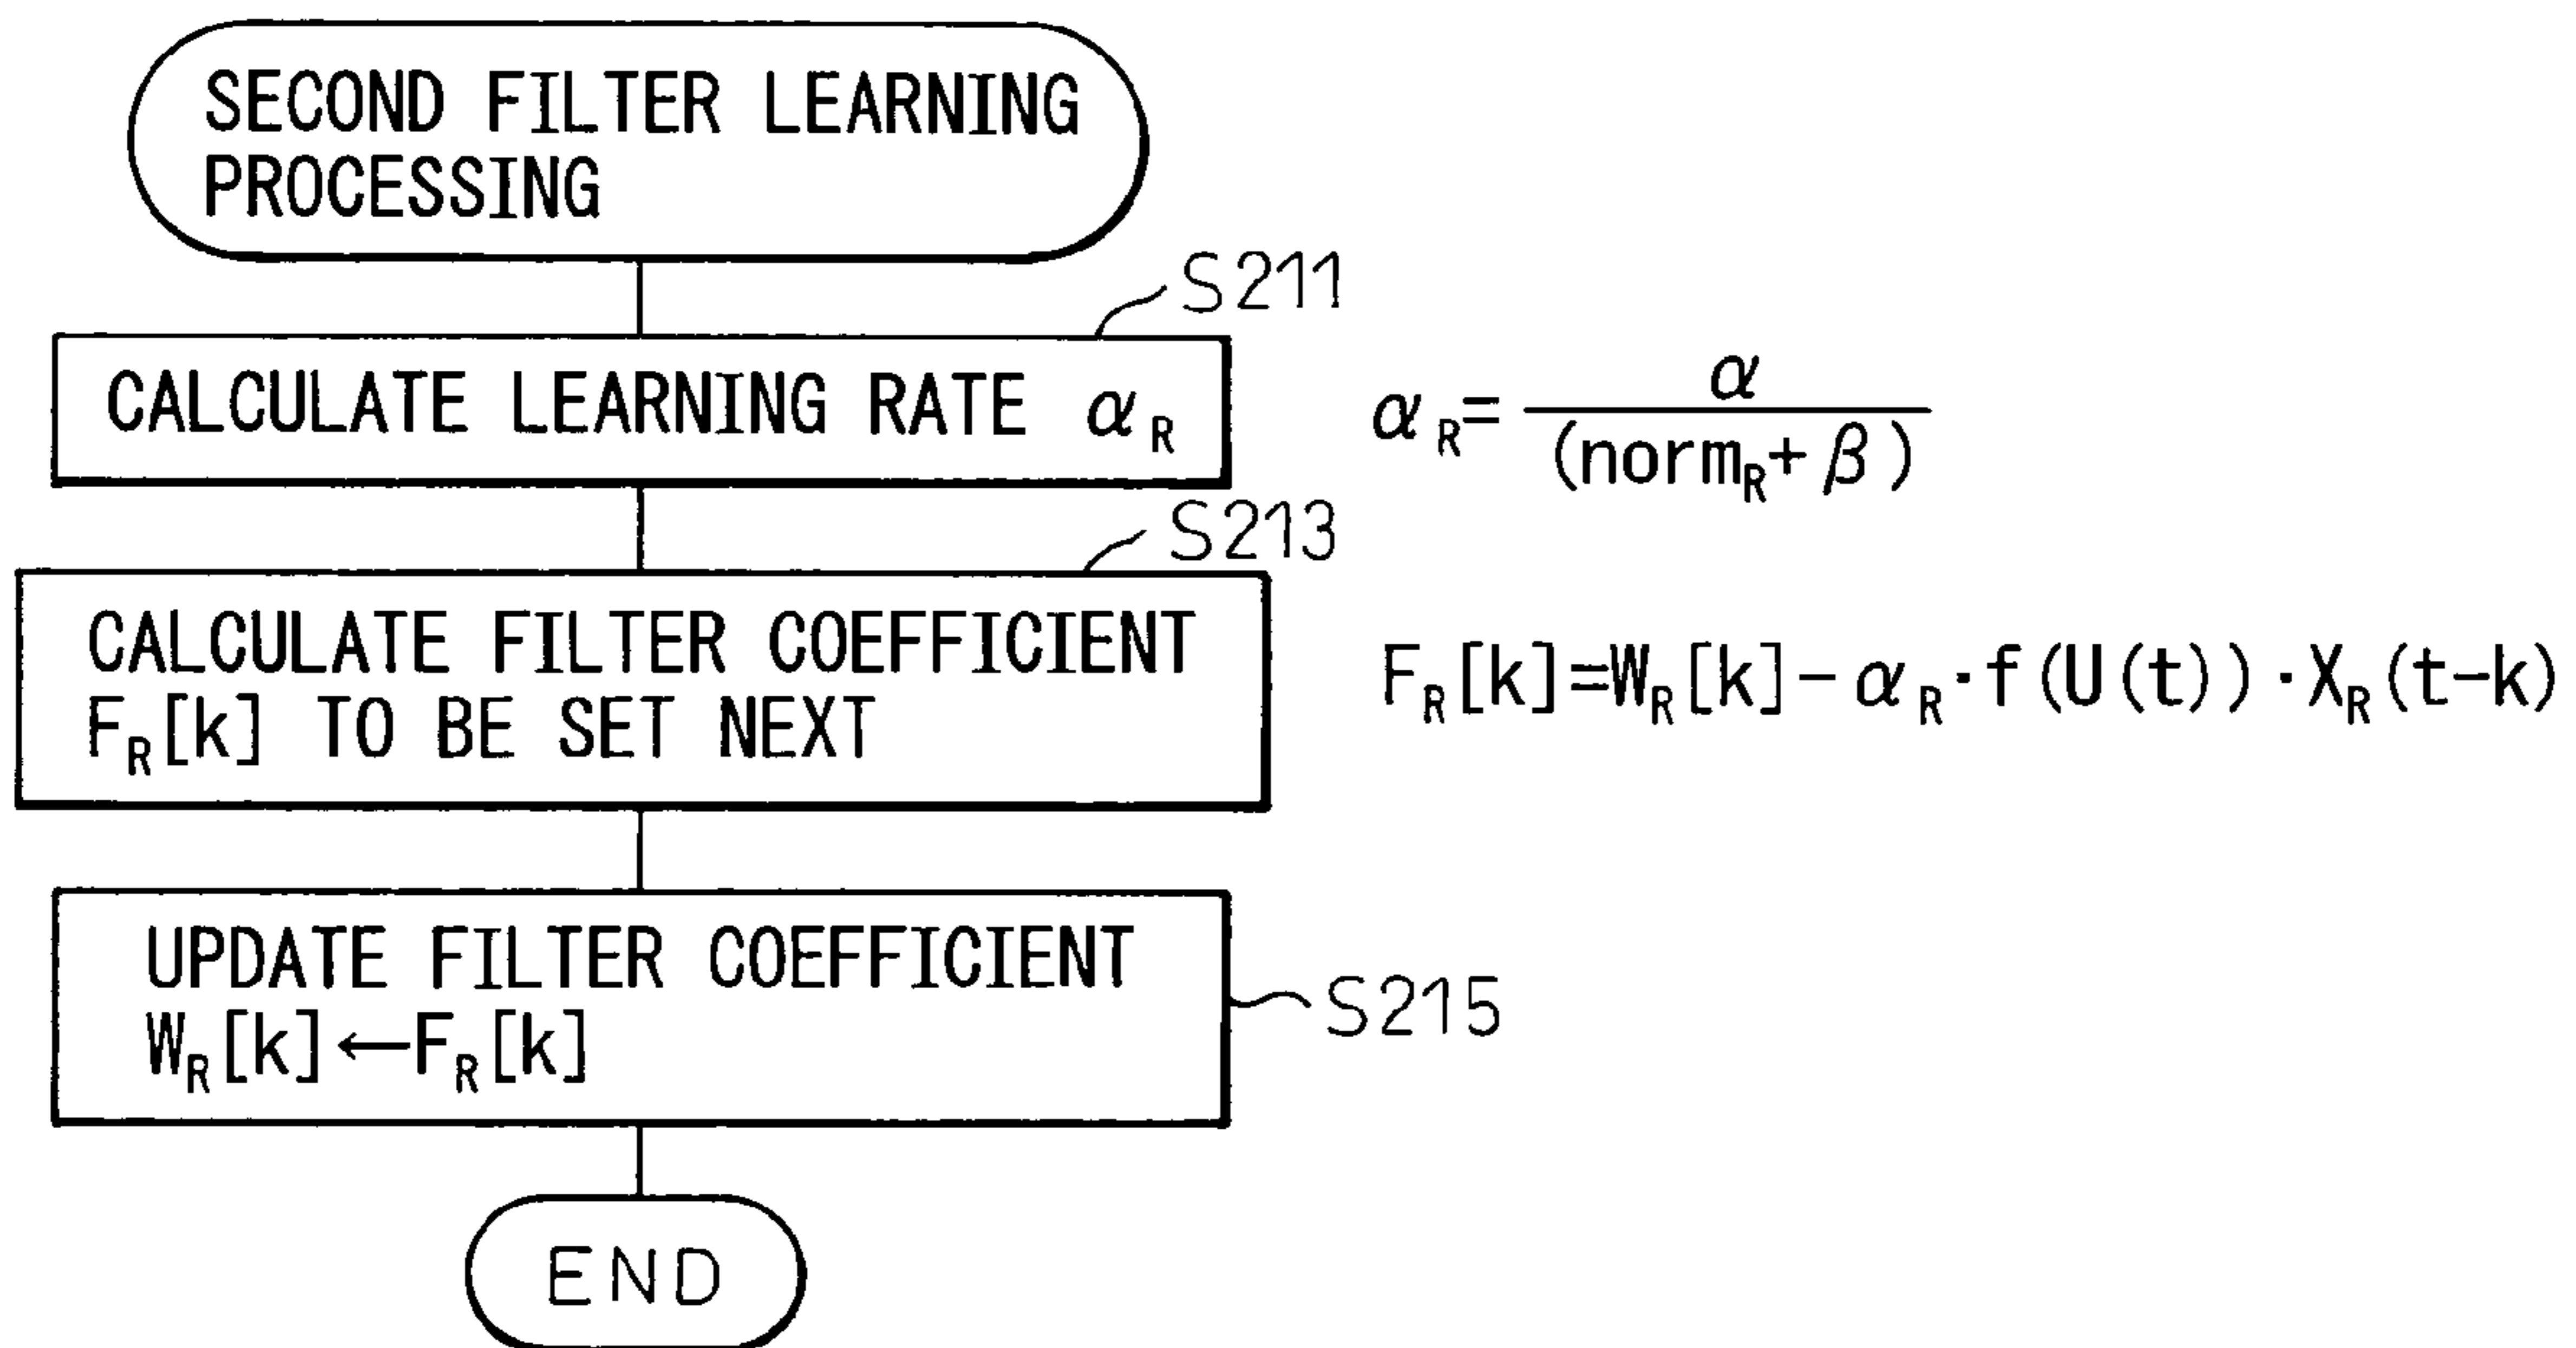 SECOND FILTER LEARNING
PROCESSING
S211
CALCULATE LEARNING RATE α_R
α_R = α / (norm_R + β)
S213
CALCULATE FILTER COEFFICIENT
F_R[k] TO BE SET NEXT
F_R[k]=W_R[k]-α_R·f(U(t))·X_R(t-k)
UPDATE FILTER COEFFICIENT
W_R[k]←F_R[k]
S215
END